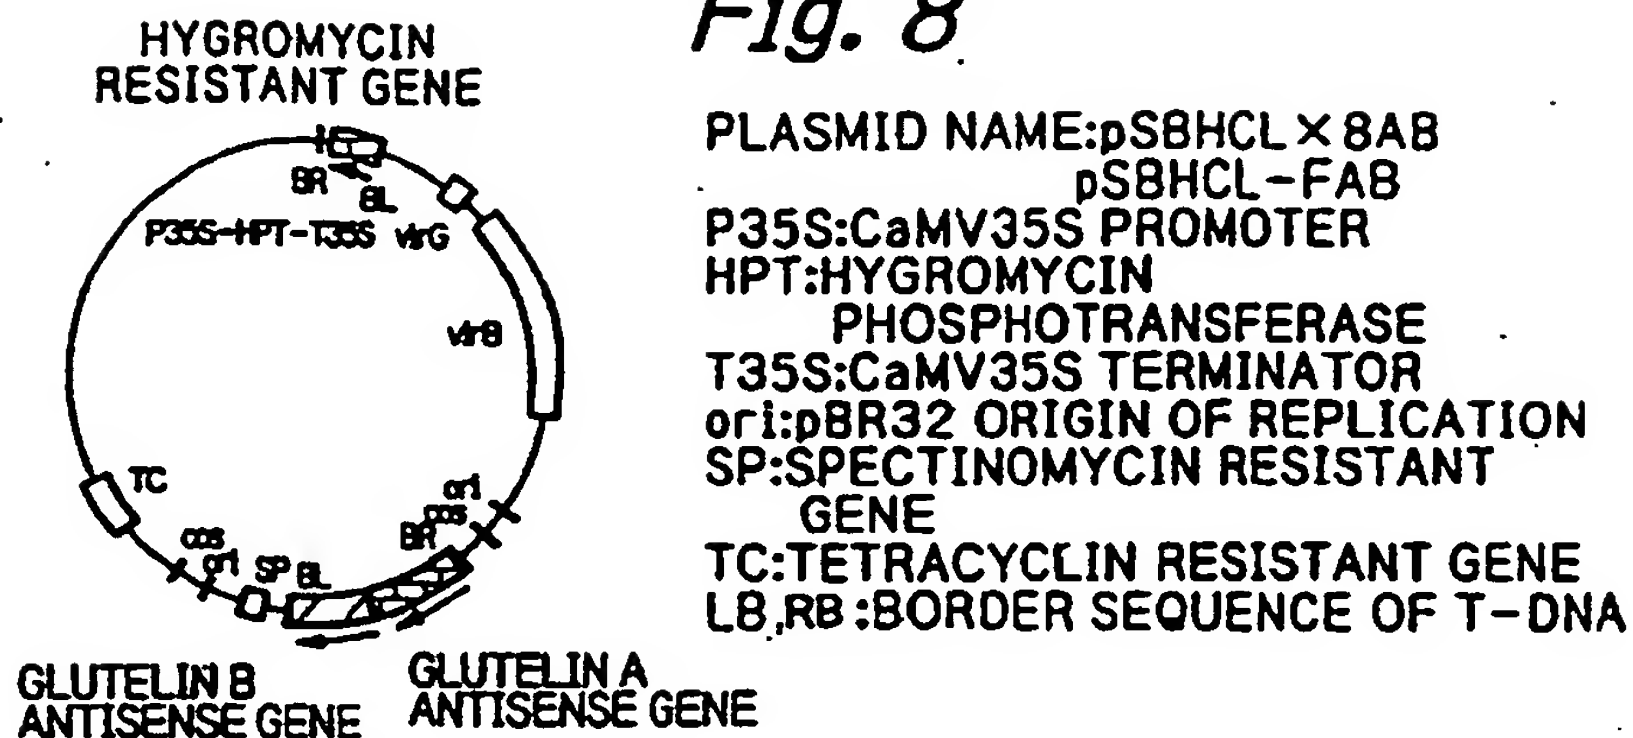 Fig. 8
HYGROMYCIN
RESISTANT GENE
BR
BL
P35S-HPT-T35S virG
virB
TC
cos
ori
SP
BL
BR
cos
ori
GLUTELIN B
ANTISENSE GENE
GLUTELIN A
ANTISENSE GENE
PLASMID NAME:pSBHCL×8AB
pSBHCL-FAB
P35S:CaMV35S PROMOTER
HPT:HYGROMYCIN
PHOSPHOTRANSFERASE
T35S:CaMV35S TERMINATOR
ori:pBR32 ORIGIN OF REPLICATION
SP:SPECTINOMYCIN RESISTANT
GENE
TC:TETRACYCLIN RESISTANT GENE
LB,RB:BORDER SEQUENCE OF T-DNA